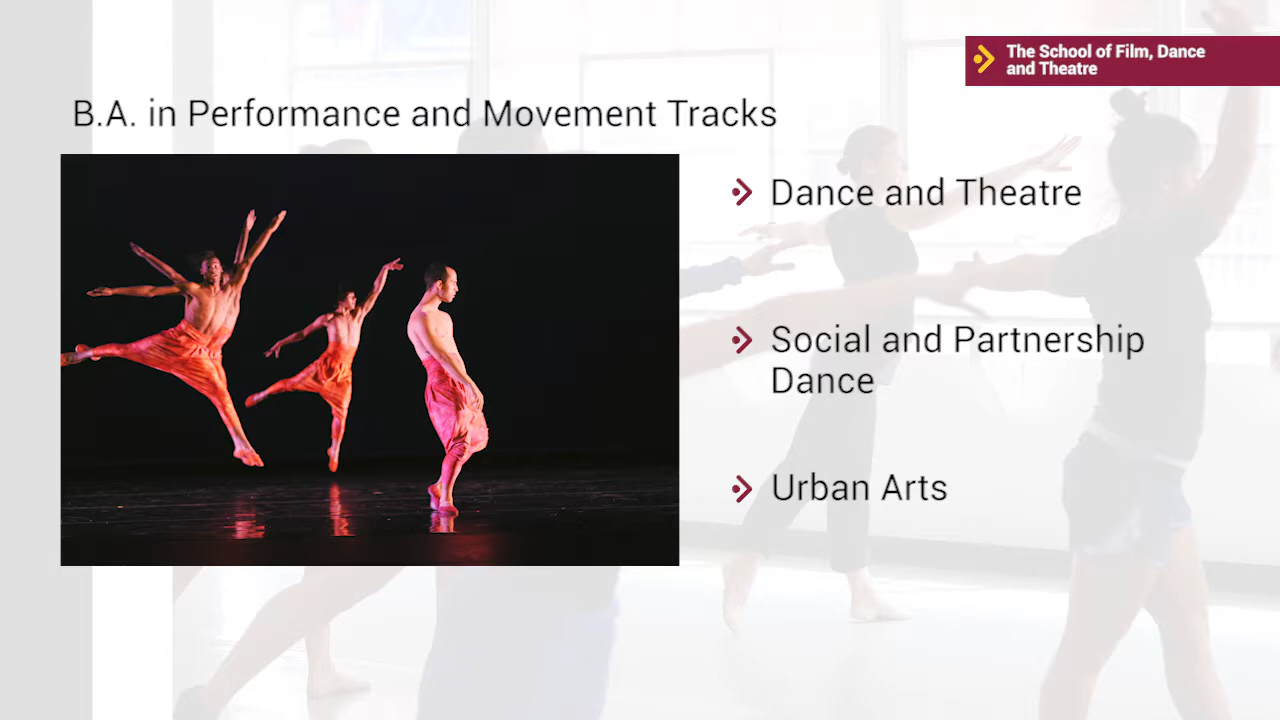 The School of Film, Dance
and Theatre
B.A. in Performance and Movement Tracks
Dance and Theatre
Social and Partnership
Dance
Urban Arts